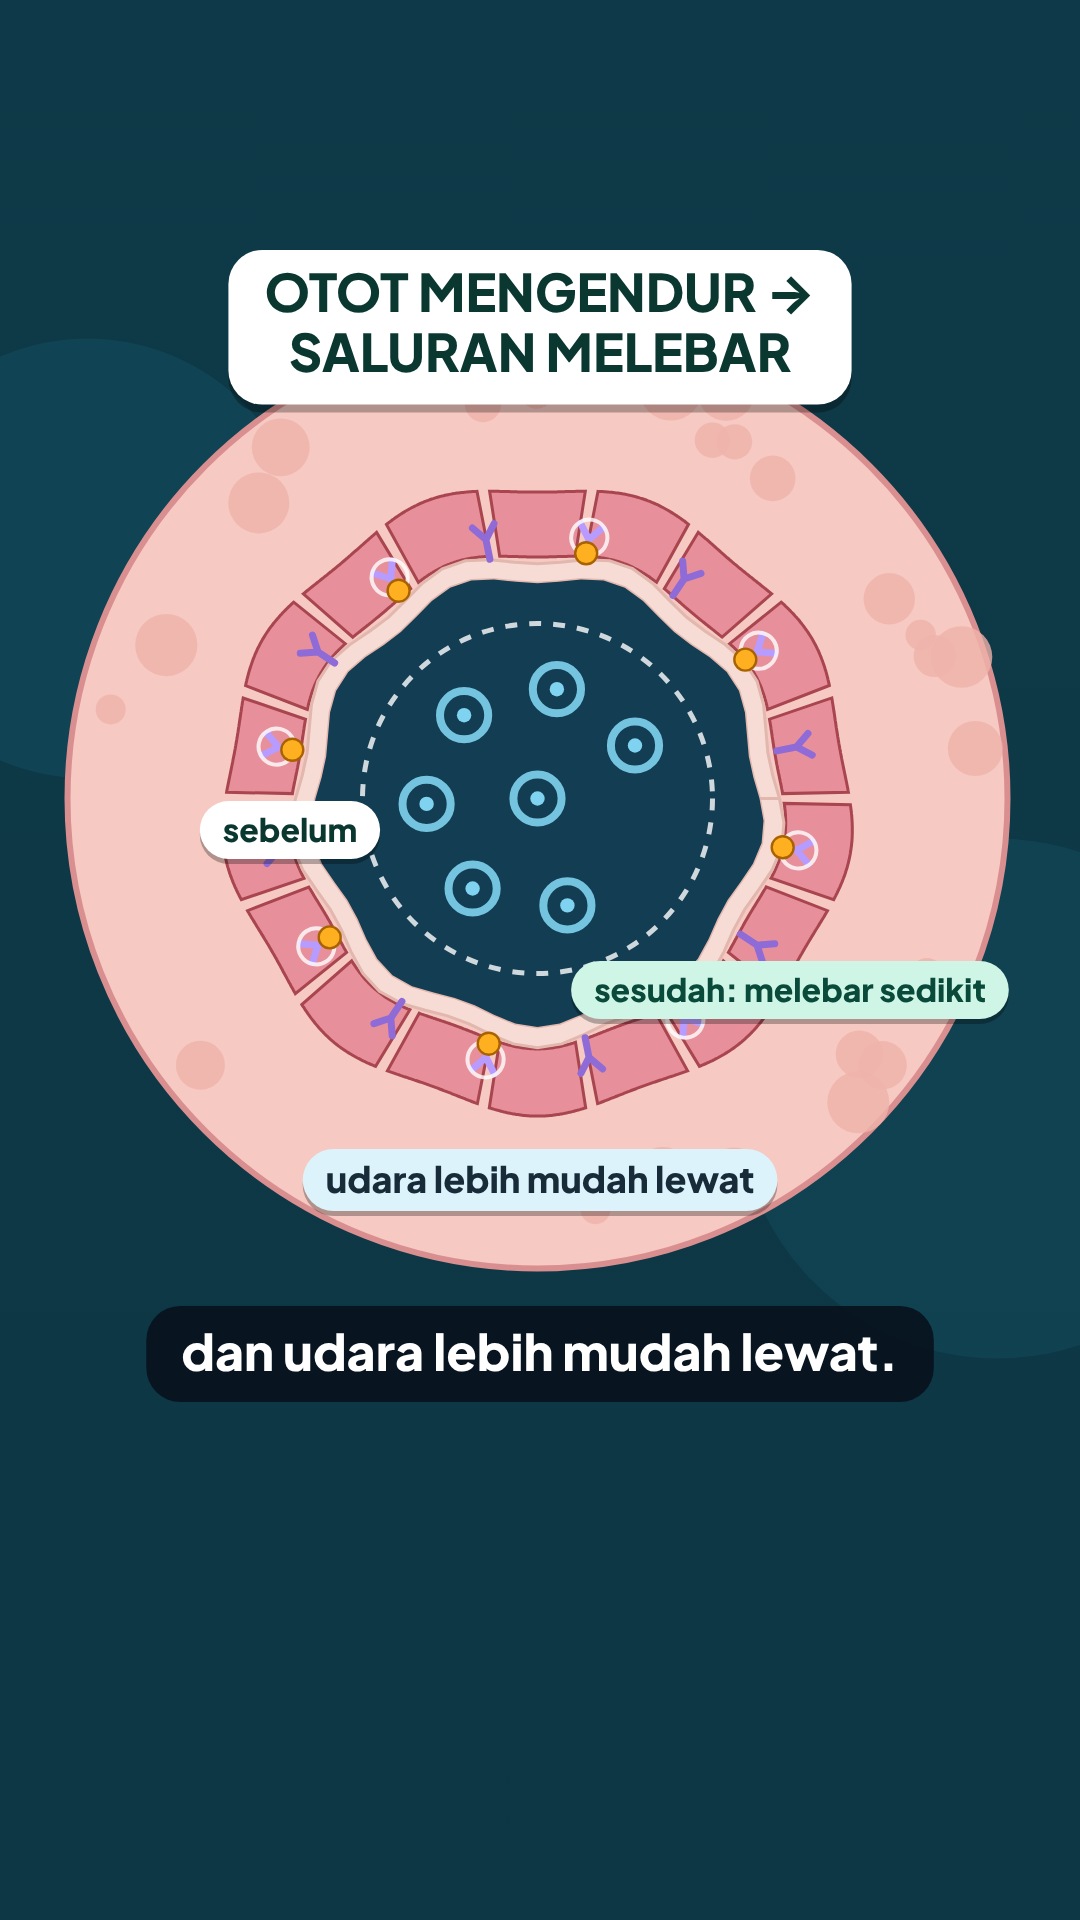 OTOT MENGENDUR →
SALURAN MELEBAR
sebelum
sesudah: melebar sedikit
udara lebih mudah lewat
dan udara lebih mudah lewat.